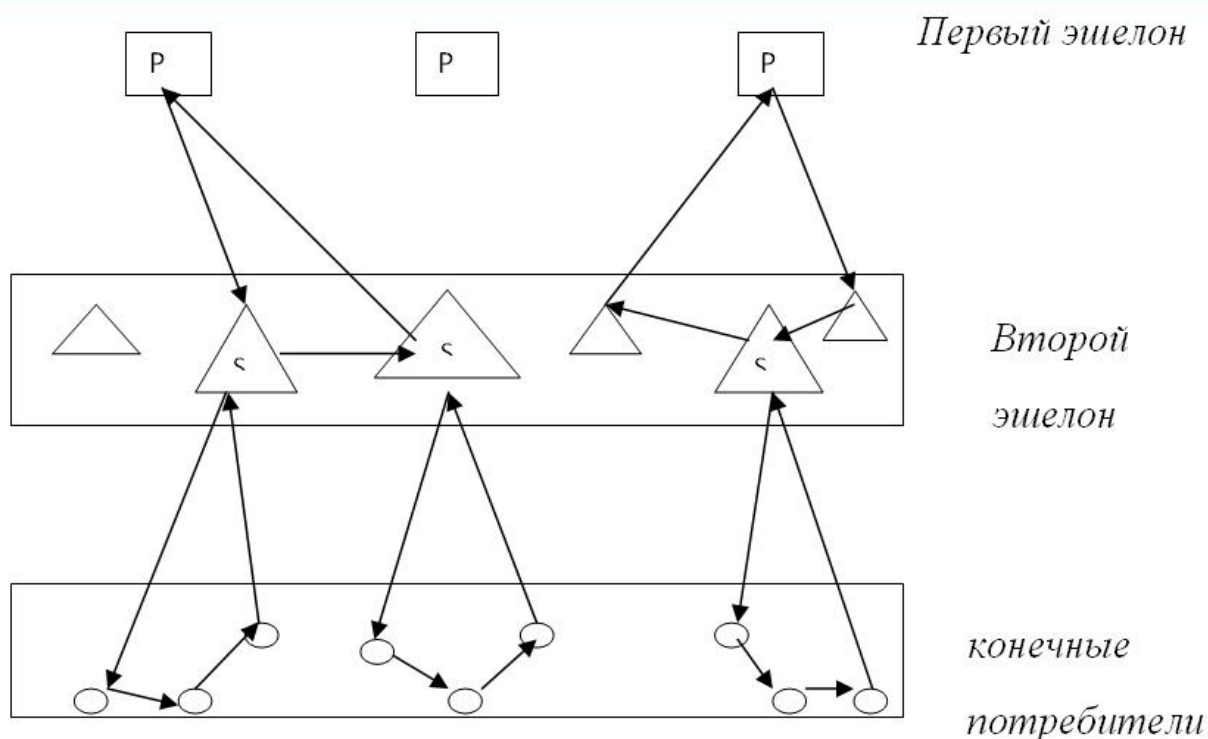 Первый эшелон
P P P
Второй
эшелон
s s s
конечные
потребители